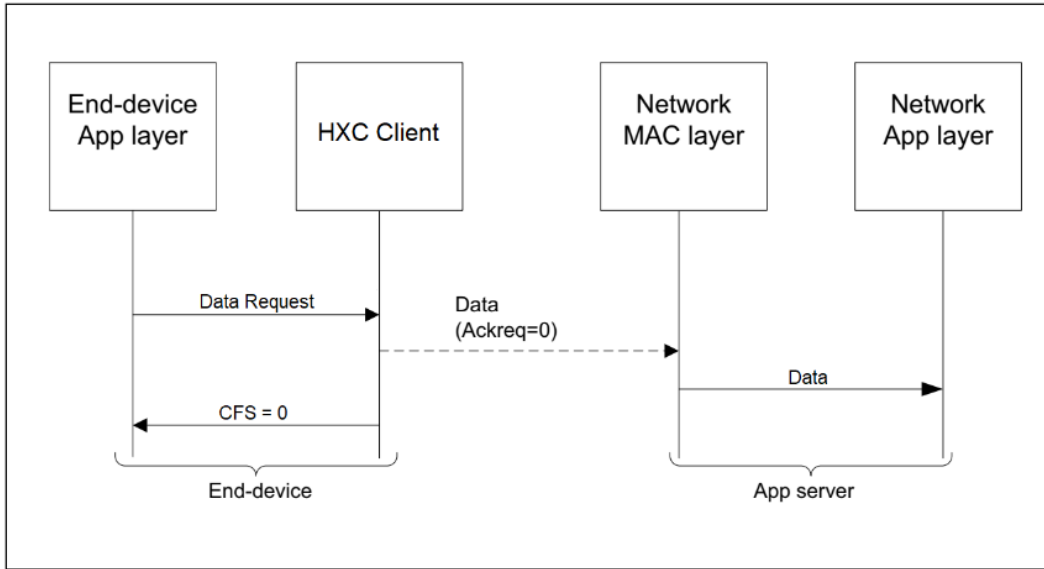 End-device
App layer
HXC Client
Network
MAC layer
Network
App layer
Data Request
Data
(Ackreq=0)
Data
CFS = 0
End-device
App server